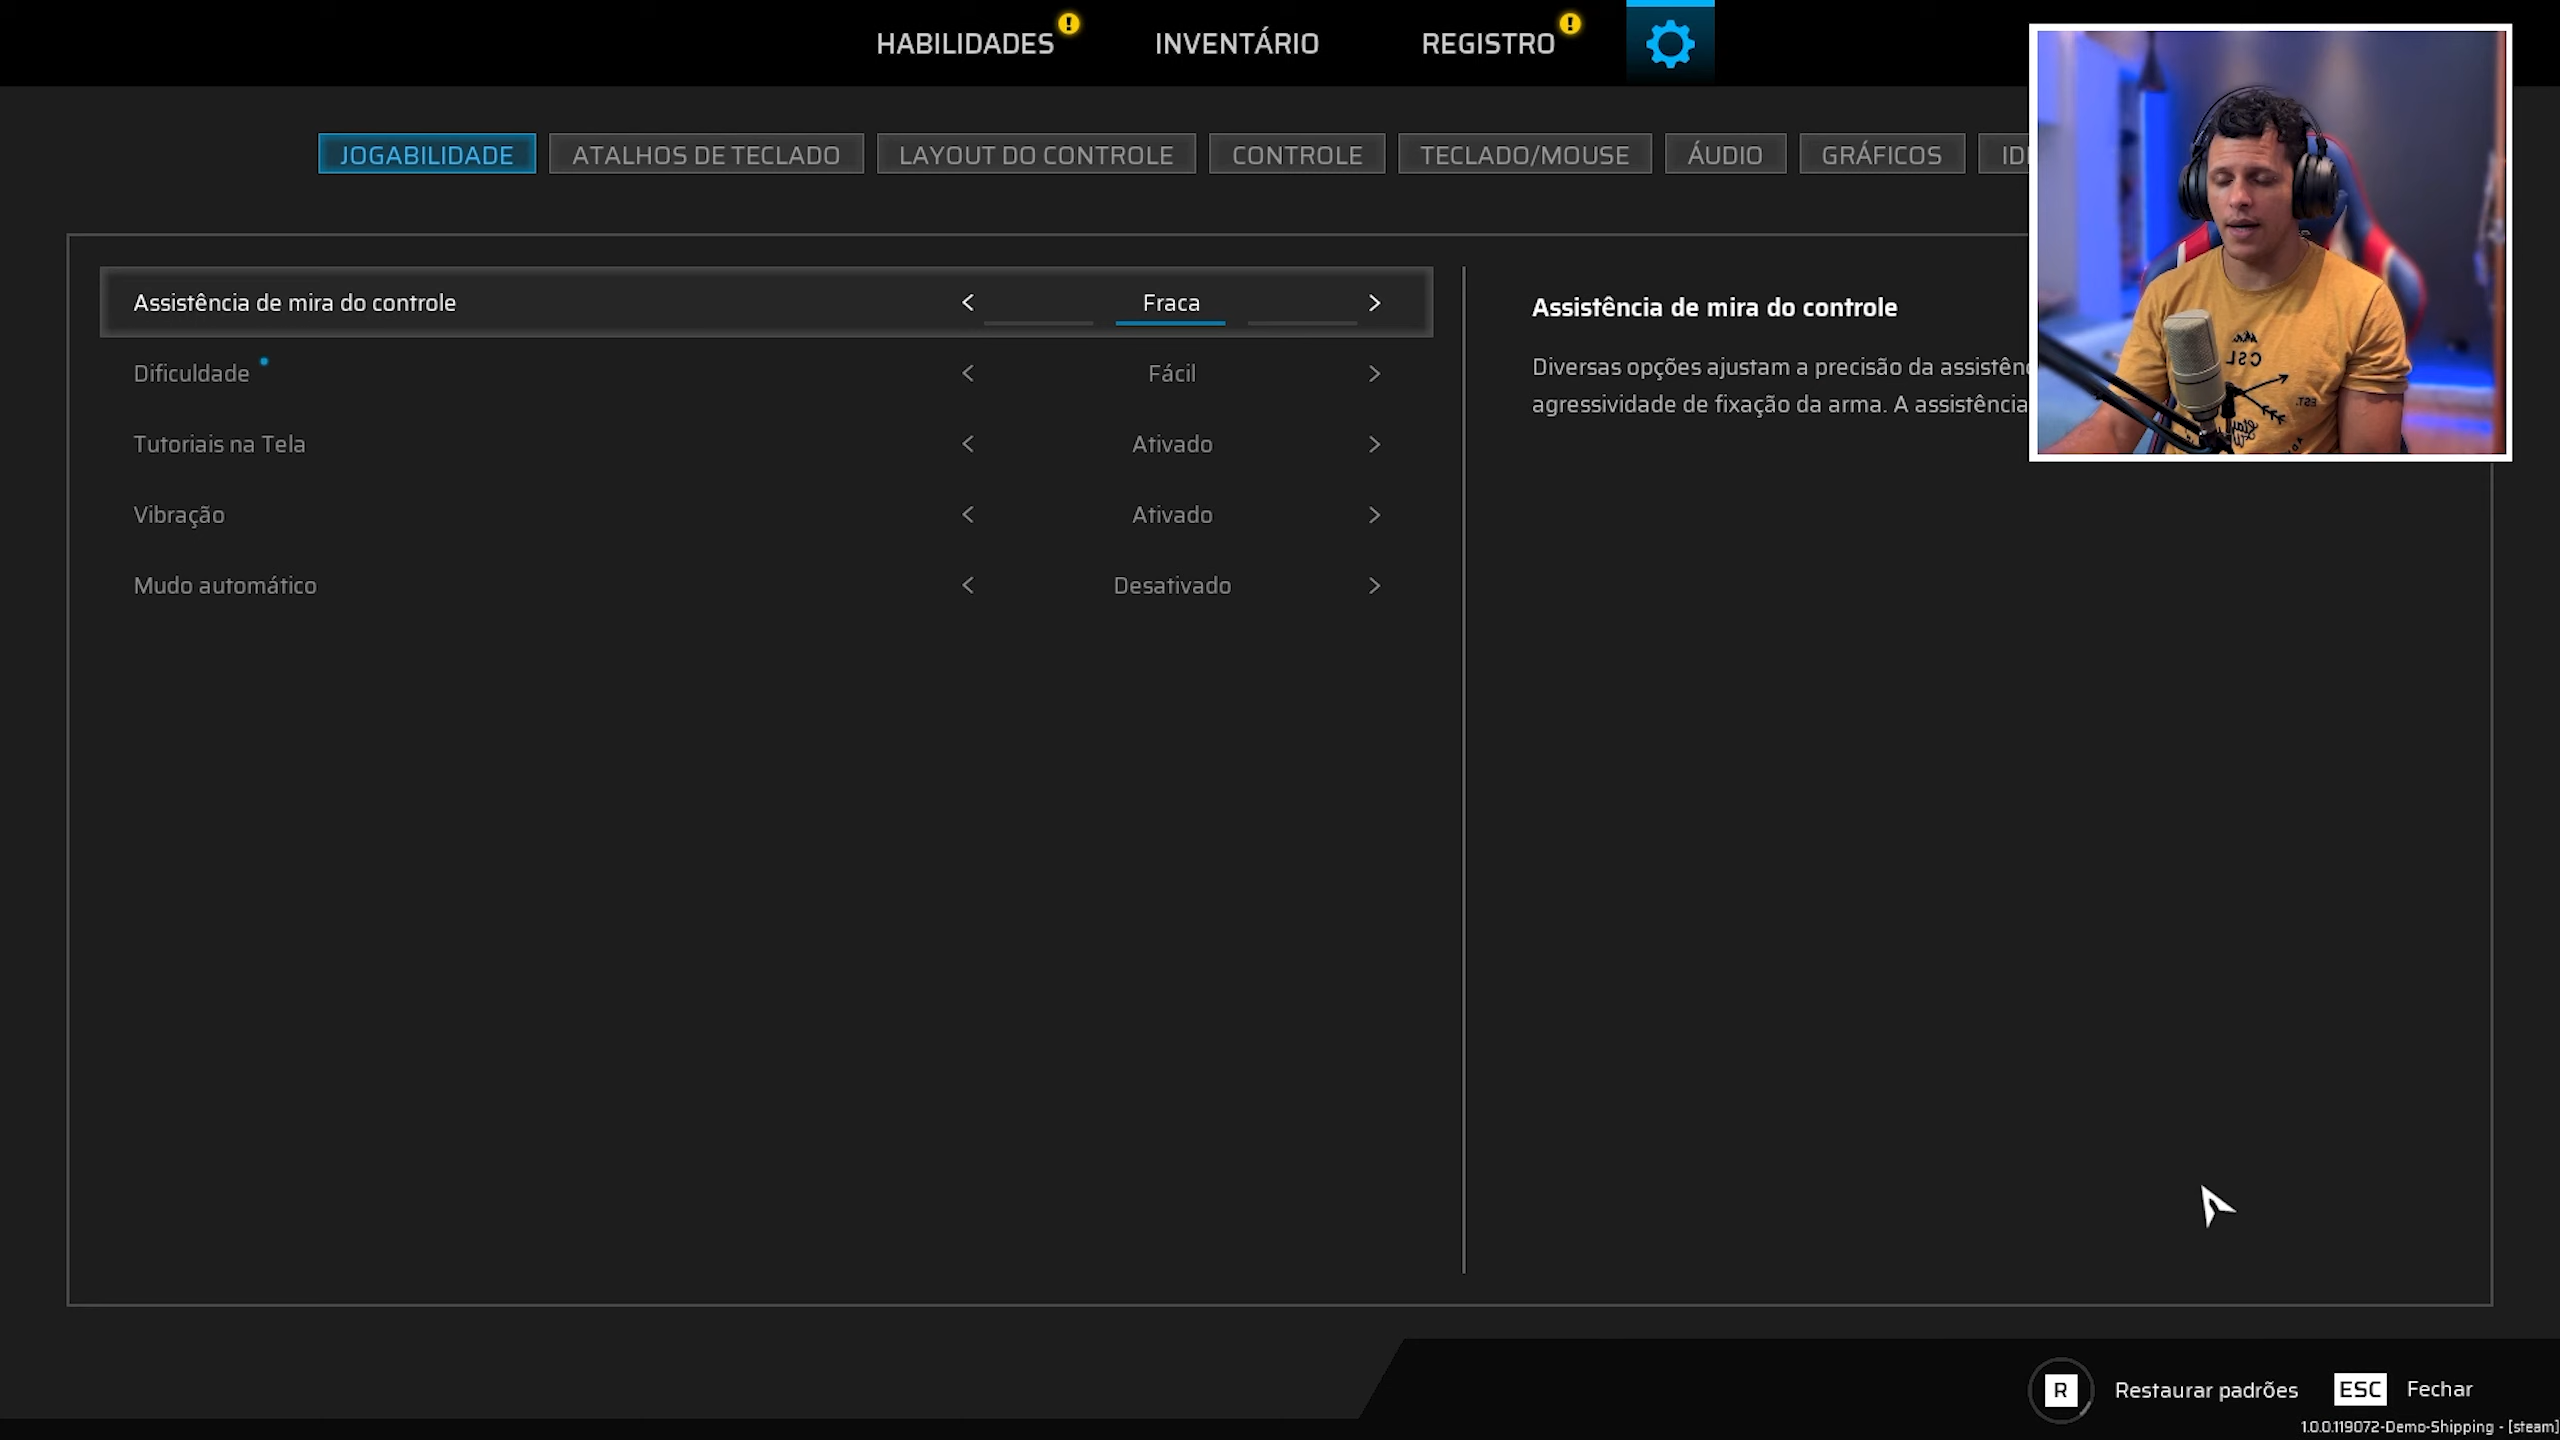 HABILIDADES !
INVENTÁRIO
REGISTRO !
JOGABILIDADE
ATALHOS DE TECLADO
LAYOUT DO CONTROLE
CONTROLE
TECLADO/MOUSE
ÁUDIO
GRÁFICOS
Assistência de mira do controle < Fraca >
Dificuldade < Fácil >
Tutoriais na Tela < Ativado >
Vibração < Ativado >
Mudo automático < Desativado >
Assistência de mira do controle
Diversas opções ajustam a precisão da
agressividade de fixação da arma. A assistência
CSL
EST.
R Restaurar padrões
ESC Fechar
1.0.0.119072-Demo-Shipping - [steam]